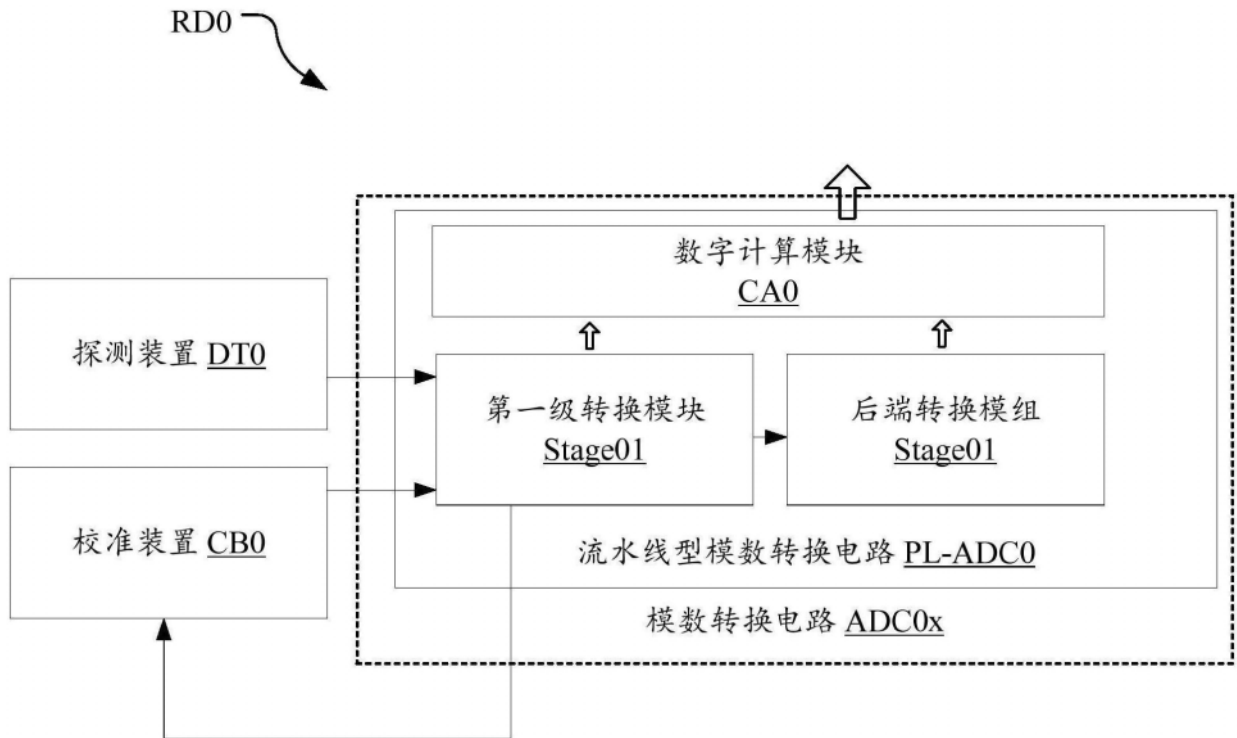 RD0
数字计算模块
CA0
探测装置 DT0
第一级转换模块
Stage01
后端转换模组
Stage01
校准装置 CB0
流水线型模数转换电路 PL-ADC0
模数转换电路 ADC0x